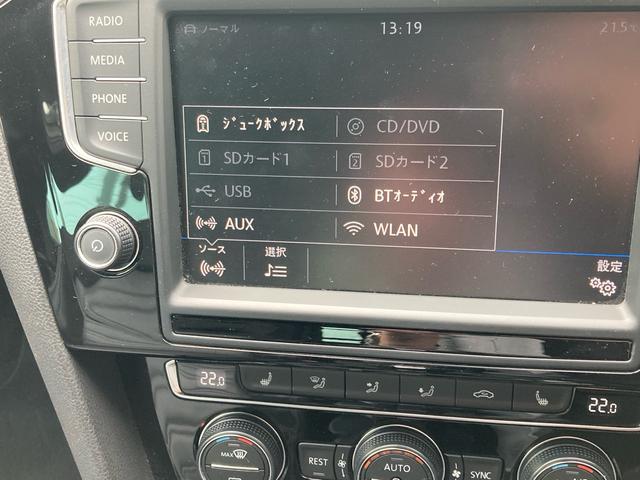 RADIO
MEDIA
PHONE
VOICE
ノーマル
13:19
21.5°C
ｼﾞｭｰｸﾎﾞｯｸｽ
CD/DVD
SDカード1
SDカード2
USB
BTｵｰﾃﾞｨｵ
AUX
WLAN
ソース
選択
設定
22.0
22.0
MAX
REST
AUTO
SYNC